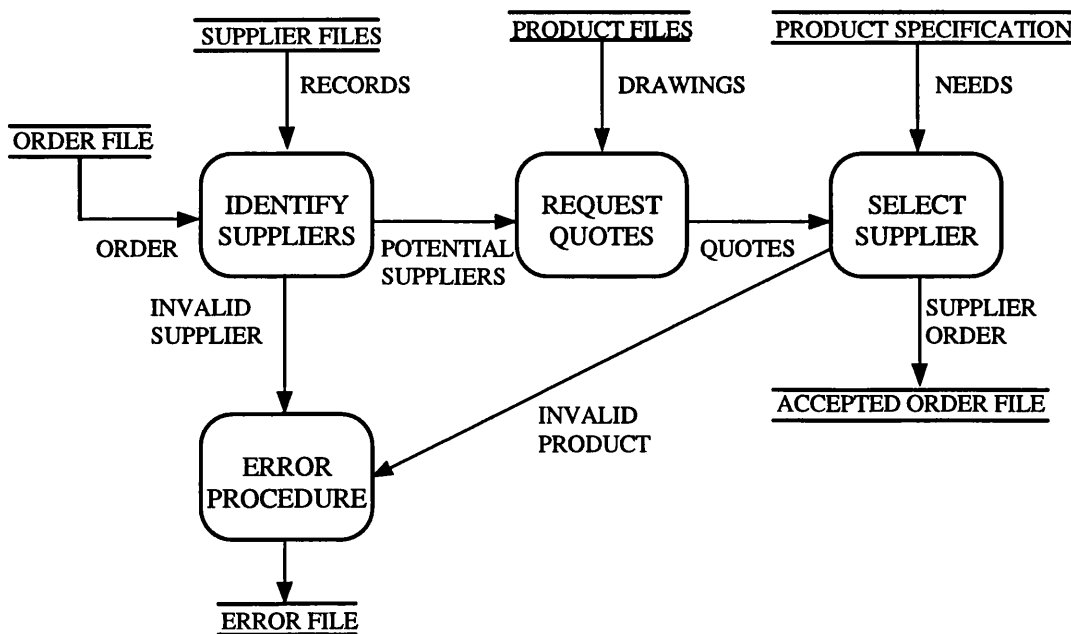 SUPPLIER FILES
PRODUCT FILES
PRODUCT SPECIFICATION
RECORDS
DRAWINGS
NEEDS
ORDER FILE
IDENTIFY
SUPPLIERS
REQUEST
QUOTES
SELECT
SUPPLIER
ORDER
POTENTIAL
SUPPLIERS
QUOTES
INVALID
SUPPLIER
SUPPLIER
ORDER
INVALID
PRODUCT
ACCEPTED ORDER FILE
ERROR
PROCEDURE
ERROR FILE